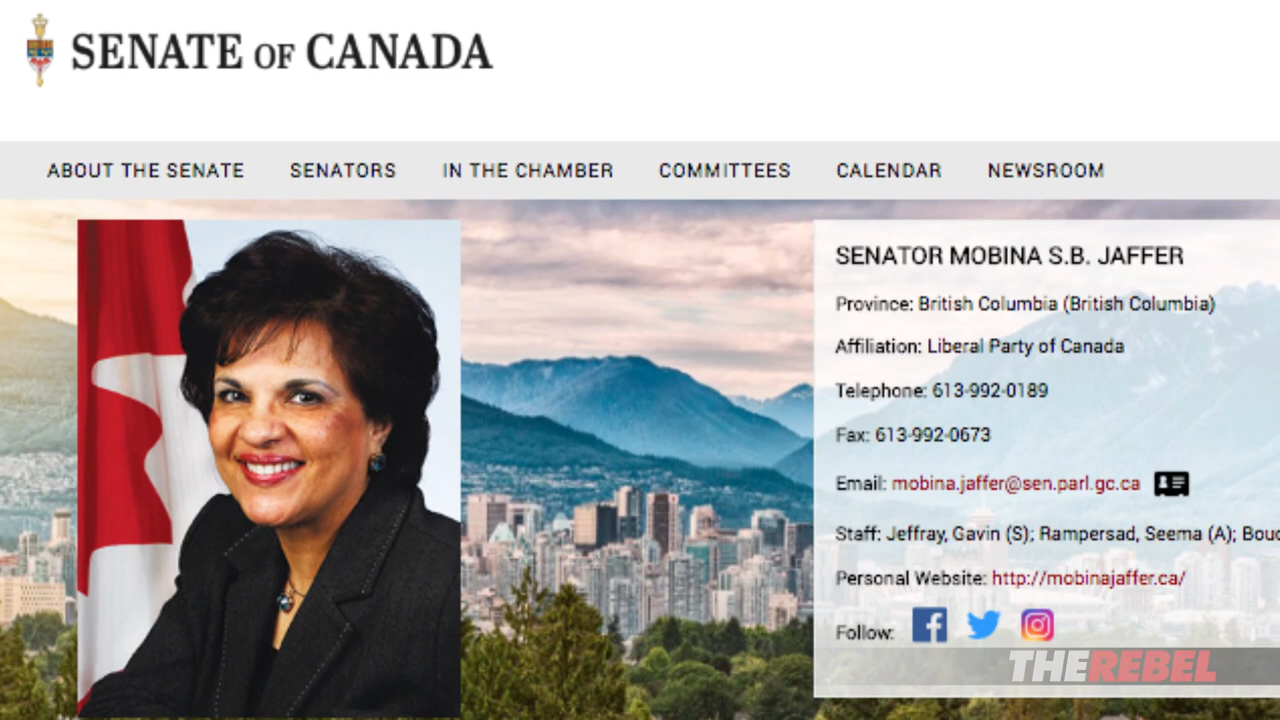 SENATE OF CANADA
ABOUT THE SENATE SENATORS IN THE CHAMBER COMMITTEES CALENDAR NEWSROOM
SENATOR MOBINA S.B. JAFFER
Province: British Columbia (British Columbia)
Affiliation: Liberal Party of Canada
Telephone: 613-992-0189
Fax: 613-992-0673
Email: mobina.jaffer@sen.parl.gc.ca
Staff: Jeffray, Gavin (S); Rampersad, Seema (A);
Personal Website: http://mobinajaffer.ca/
Follow:
THEREBEL